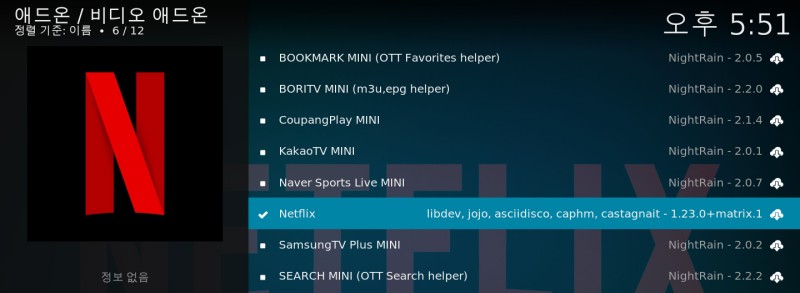 애드온 / 비디오 애드온
정렬 기준: 이름 • 6 / 12
오후 5:51
BOOKMARK MINI (OTT Favorites helper) NightRain - 2.0.5
BORITV MINI (m3u,epg helper) NightRain - 2.2.0
CoupangPlay MINI NightRain - 2.1.4
KakaoTV MINI NightRain - 2.0.1
Naver Sports Live MINI NightRain - 2.0.7
Netflix libdev, jojo, asciidisco, caphm, castagnait - 1.23.0+matrix.1
SamsungTV Plus MINI NightRain - 2.0.2
SEARCH MINI (OTT Search helper) NightRain - 2.2.2
N
정보 없음
NETFLIX